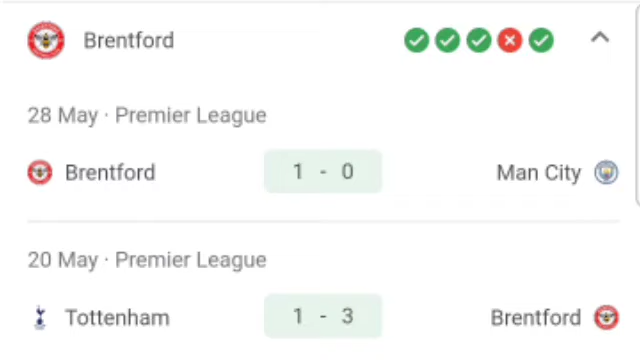 Brentford
28 May · Premier League
Brentford 1 - 0 Man City
20 May · Premier League
Tottenham 1 - 3 Brentford